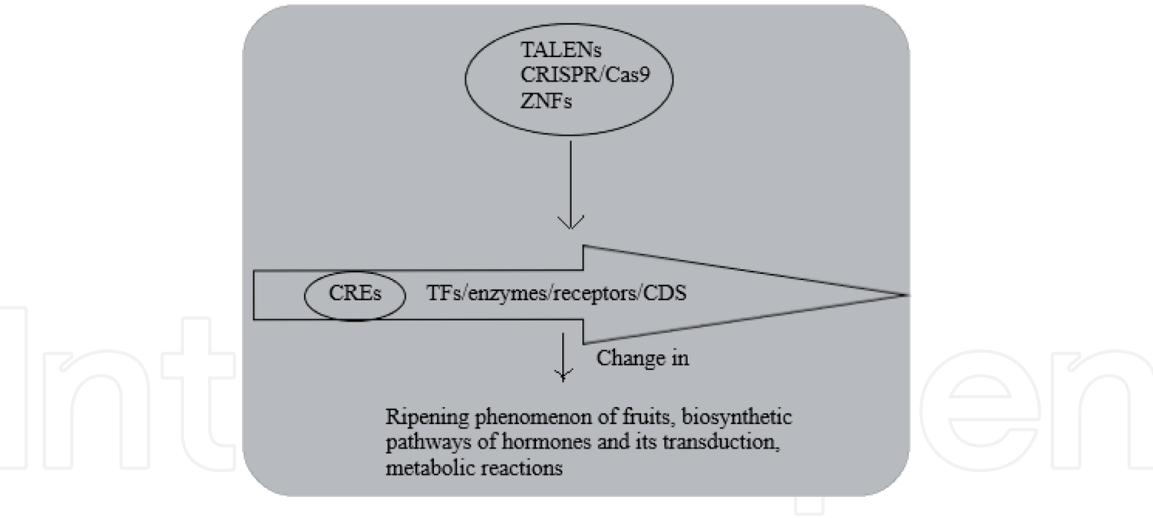 TALENs
CRISPR/Cas9
ZNFs
CREs TFs/enzymes/receptors/CDS
Change in
Ripening phenomenon of fruits, biosynthetic
pathways of hormones and its transduction,
metabolic reactions